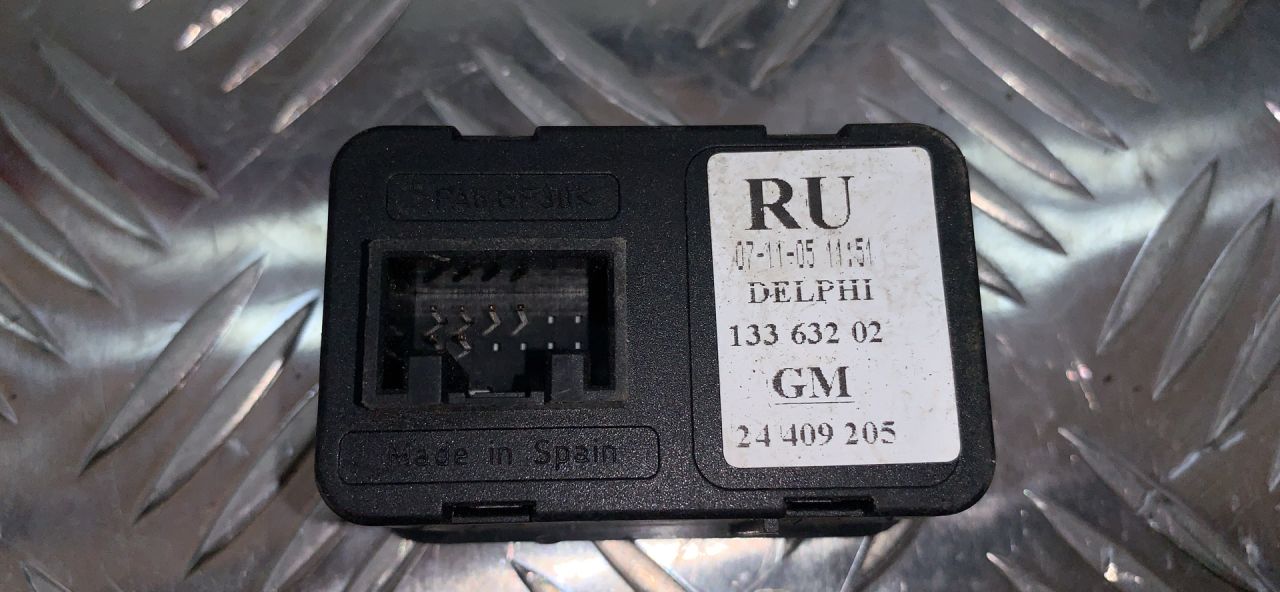 RU
07-11-05 11:51
DELPHI
133 632 02
GM
24 409 205
Made in Spain